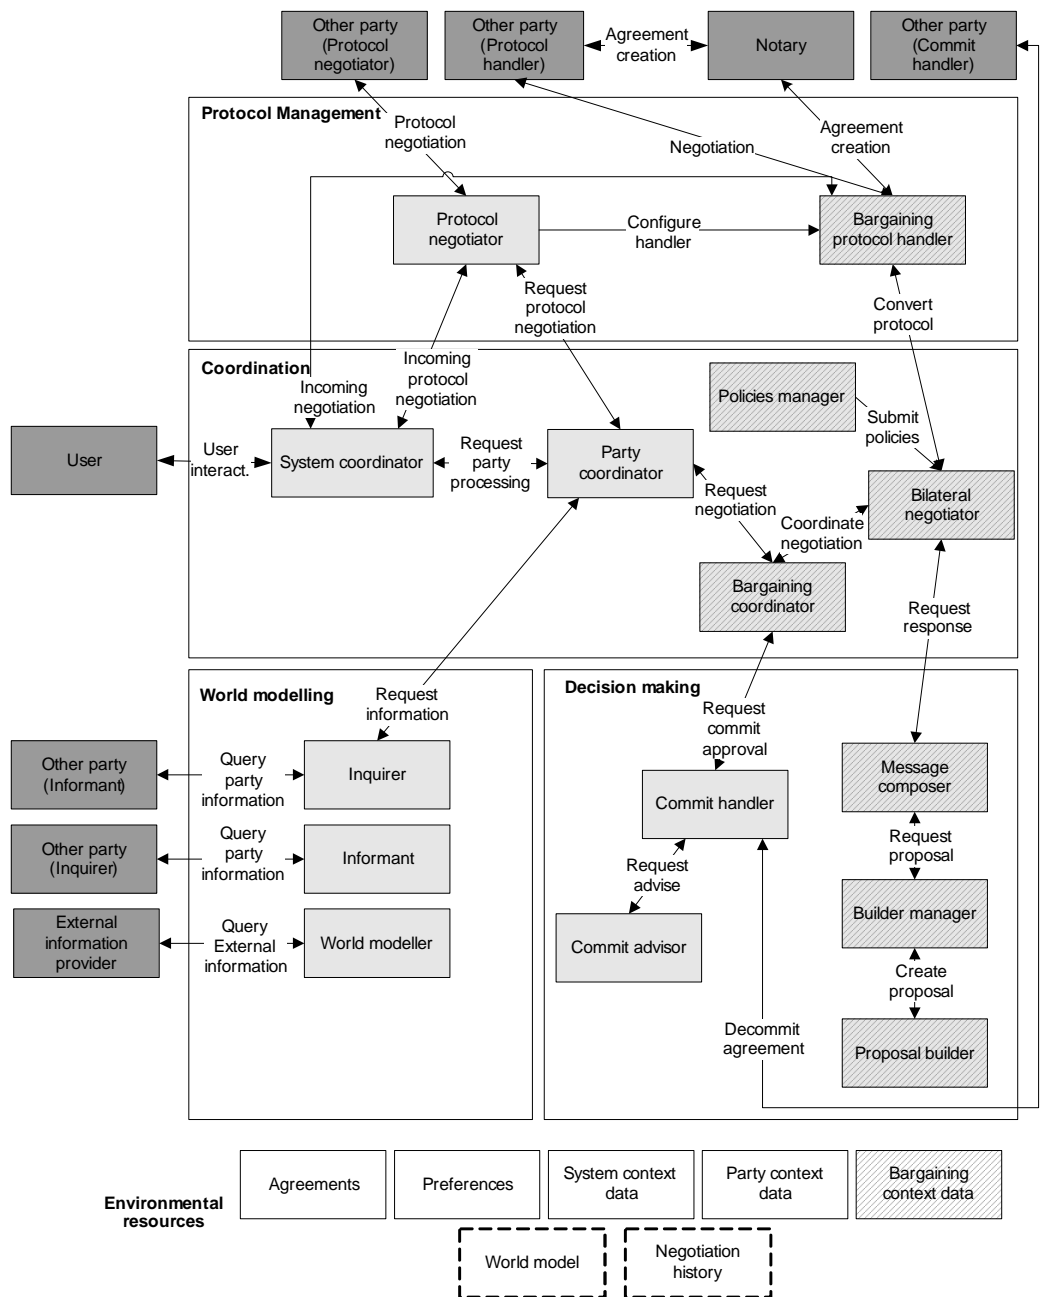 Other party
(Protocol
negotiator)
Other party
(Protocol
handler)
Agreement
creation
Notary
Other party
(Commit
handler)
Protocol Management
Protocol
negotiation
Negotiation
Agreement
creation
Protocol
negotiator
Configure
handler
Bargaining
protocol handler
Request
protocol
negotiation
Convert
protocol
Coordination
Incoming
negotiation
Incoming
protocol
negotiation
Policies manager
Submit
policies
User
User
interact.
System coordinator
Request
party
processing
Party
coordinator
Request
negotiation
Coordinate
negotiation
Bilateral
negotiator
Bargaining
coordinator
Request
response
World modelling
Request
information
Decision making
Request
commit
approval
Other party
(Informant)
Query
party
information
Inquirer
Commit handler
Message
composer
Other party
(Inquirer)
Query
party
information
Informant
Request
advise
Request
proposal
External
information
provider
Query
External
information
World modeller
Commit advisor
Builder manager
Create
proposal
Decommit
agreement
Proposal builder
Environmental
resources
Agreements
Preferences
System context
data
Party context
data
Bargaining
context data
World model
Negotiation
history